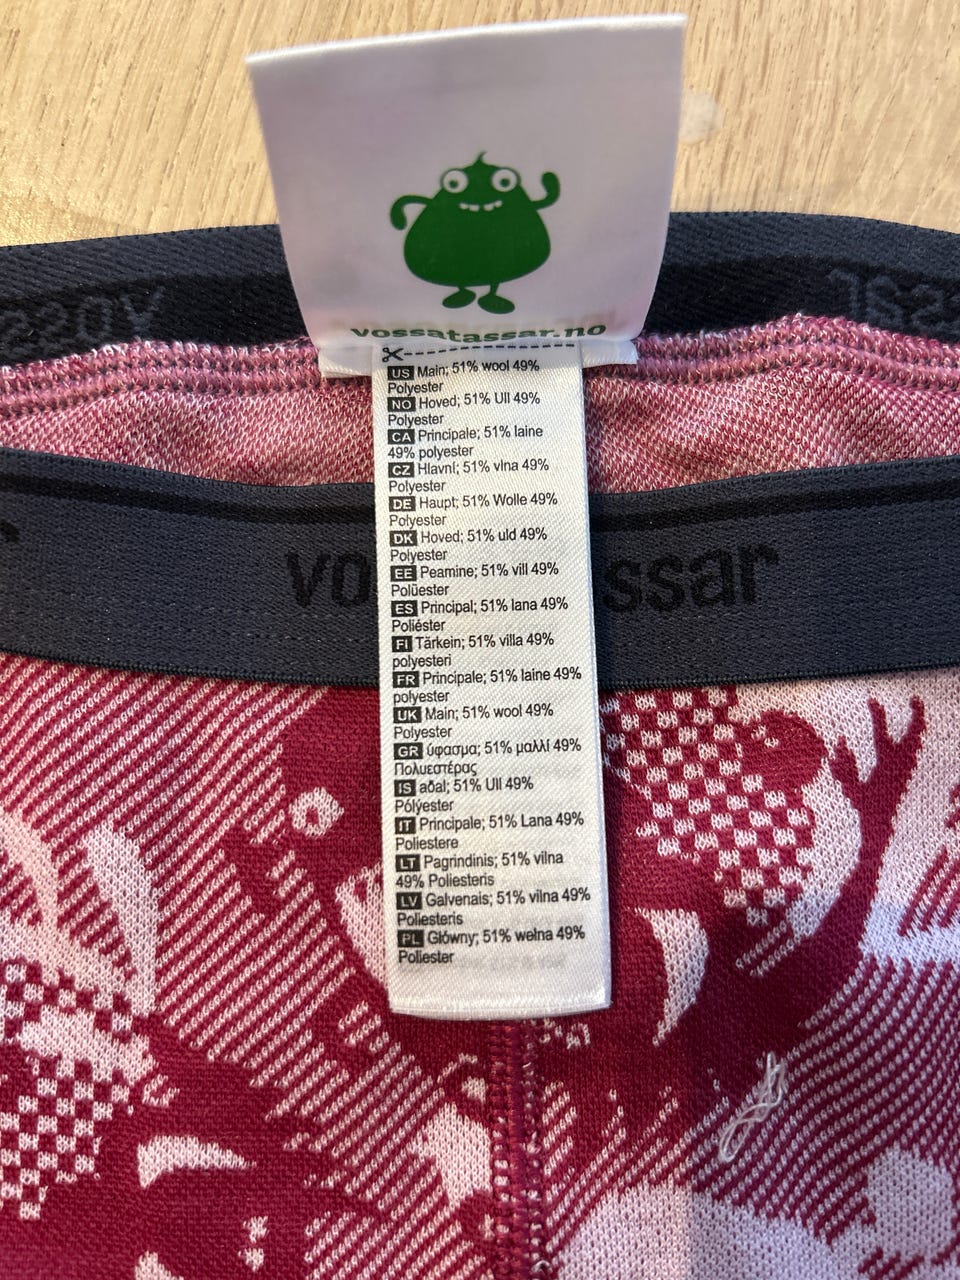 vossatassar.no
US Main; 51% wool 49%
Polyester
NO Hoved; 51% Ull 49%
Polyester
CA Principale; 51% laine
49% polyester
CZ Hlavní; 51% vlna 49%
Polyester
DE Haupt; 51% Wolle 49%
Polyester
DK Hoved; 51% uld 49%
Polyester
EE Peamine; 51% vill 49%
Polüester
ES Principal; 51% lana 49%
Poliéster
FI Tärkein; 51% villa 49%
polyesteri
FR Principale; 51% laine 49%
polyester
UK Main; 51% wool 49%
Polyester
GR ύφασμα; 51% μαλλί 49%
Πολυεστέρας
IS aðal; 51% Ull 49%
Pólýester
IT Principale; 51% Lana 49%
Poliestere
LT Pagrindinis; 51% vilna
49% Poliesteris
LV Galvenais; 51% vilna 49%
Poliesteris
PL Główny; 51% wełna 49%
Poliester
vo ssar